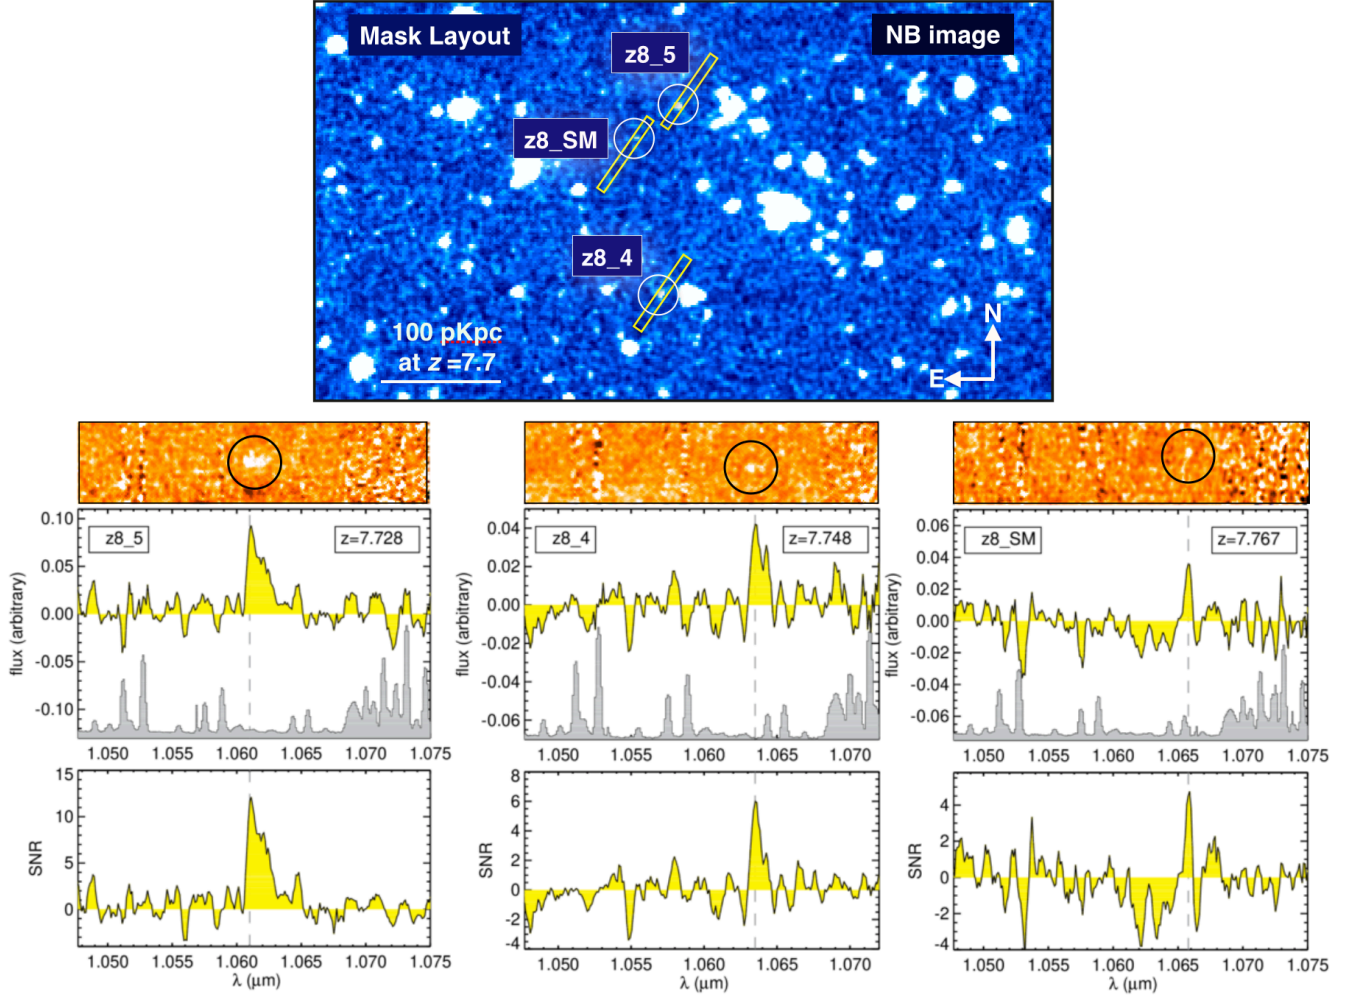 Mask Layout
NB image
z8_5
z8_SM
z8_4
100 pKpc
at z =7.7
N
E
z8_5
z=7.728
flux (arbitrary)
0.10
0.05
0.00
-0.05
-0.10
1.050 1.055 1.060 1.065 1.070 1.075
z8_4
z=7.748
flux (arbitrary)
0.04
0.02
0.00
-0.02
-0.04
-0.06
1.050 1.055 1.060 1.065 1.070
z8_SM
z=7.767
flux (arbitrary)
0.06
0.04
0.02
0.00
-0.02
-0.04
-0.06
1.050 1.055 1.060 1.065 1.070 1.075
SNR
15
10
5
0
1.050 1.055 1.060 1.065 1.070 1.075
λ (μm)
SNR
8
6
4
2
0
-2
-4
1.050 1.055 1.060 1.065 1.070
λ (μm)
SNR
4
2
0
-2
-4
1.050 1.055 1.060 1.065 1.070 1.075
λ (μm)